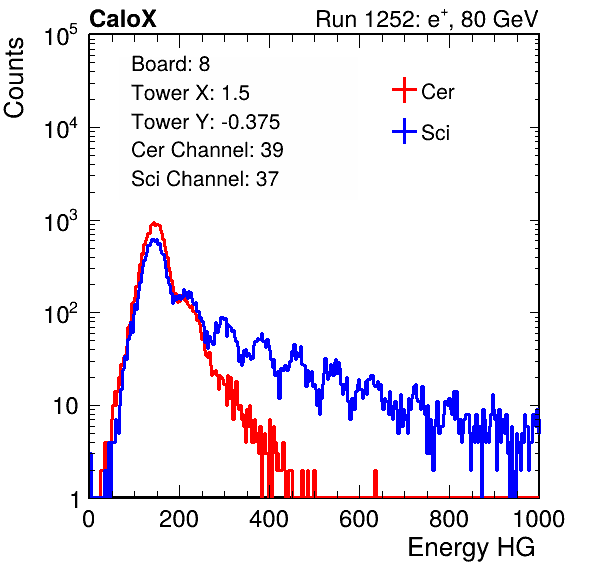 CaloX Run 1252: e⁺, 80 GeV
Counts
10⁵
10⁴
10³
10²
10
1
Board: 8
Tower X: 1.5
Tower Y: -0.375
Cer Channel: 39
Sci Channel: 37
Cer
Sci
0 200 400 600 800 1000
Energy HG